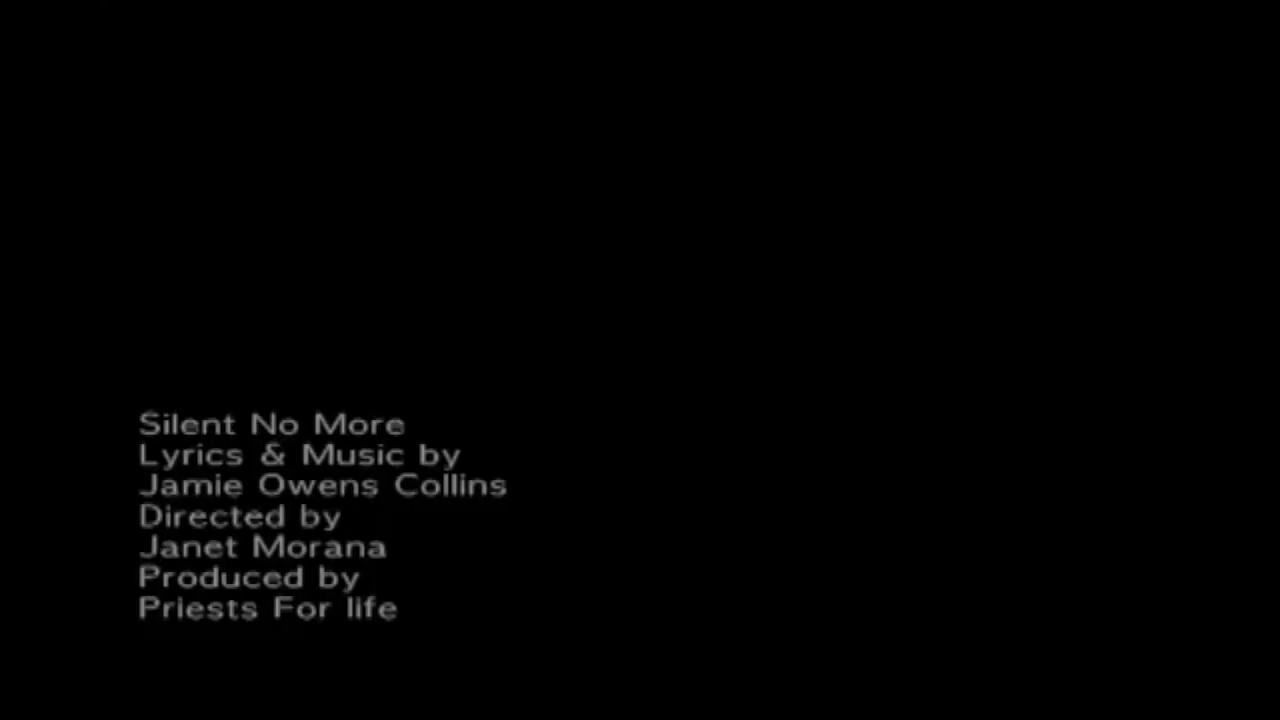 Silent No More
Lyrics & Music by
Jamie Owens Collins
Directed by
Janet Morana
Produced by
Priests For life